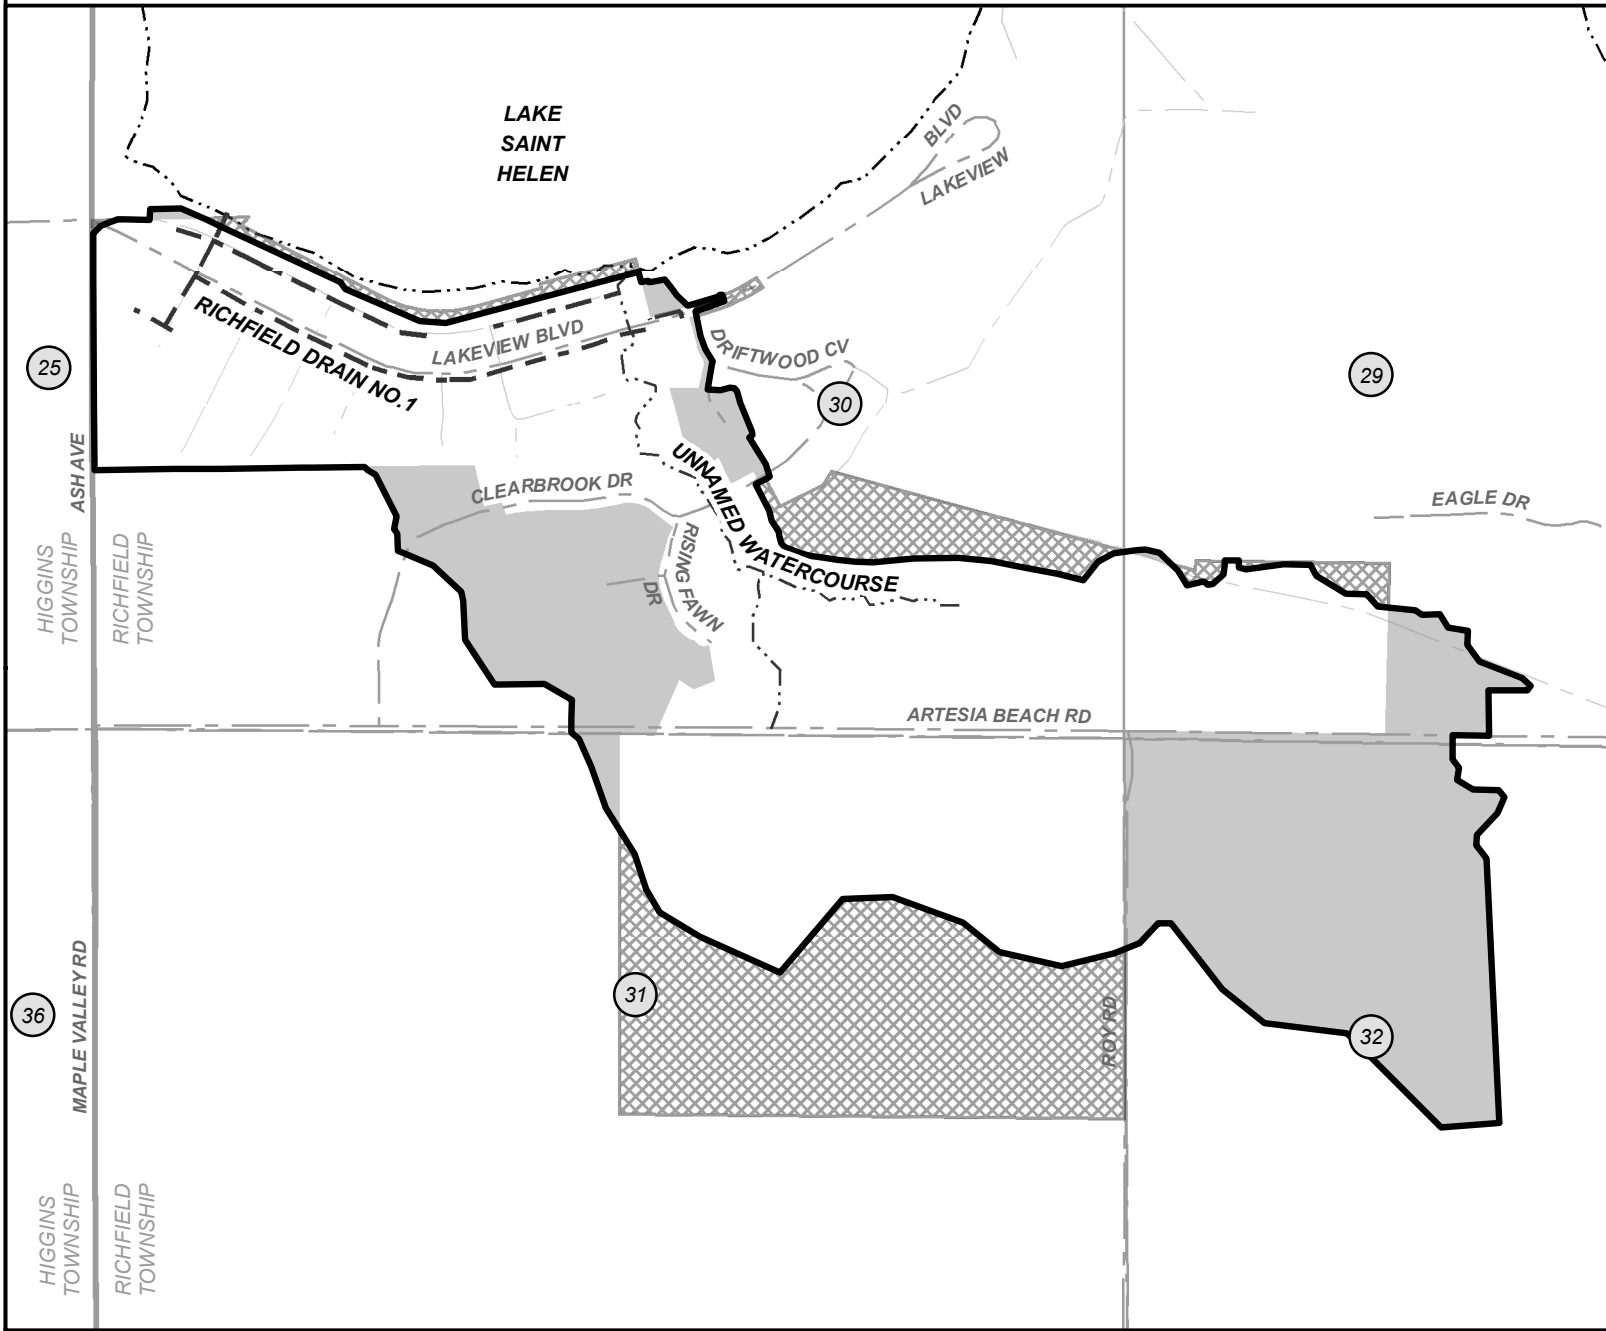 LAKE
SAINT
HELEN
BLVD
LAKEVIEW
RICHFIELD DRAIN NO.1
LAKEVIEW BLVD
DRIFTWOOD CV
25
30
29
ASH AVE
UNNAMED WATERCOURSE
CLEARBROOK DR
EAGLE DR
HIGGINS
TOWNSHIP
RICHFIELD
TOWNSHIP
RISING FAWN
DR
ARTESIA BEACH RD
36
MAPLE VALLEY RD
31
ROY RD
32
HIGGINS
TOWNSHIP
RICHFIELD
TOWNSHIP